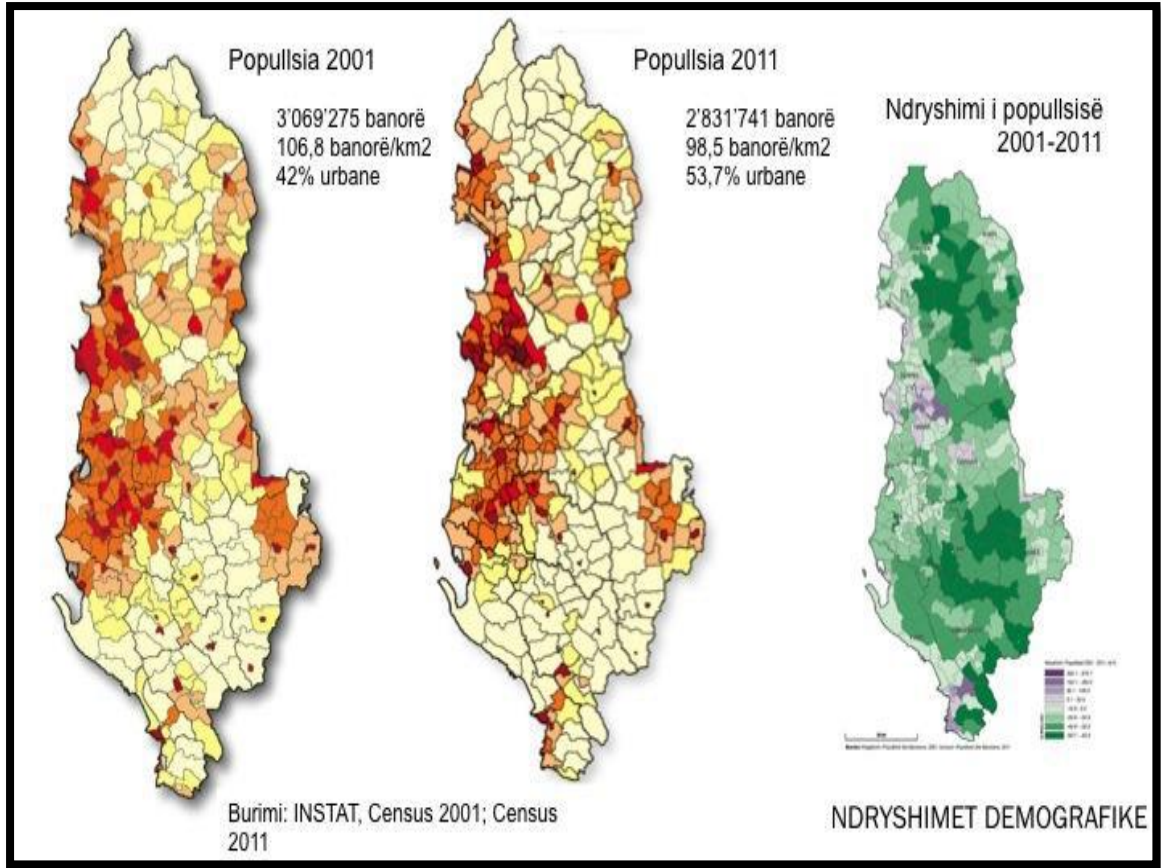 Popullsia 2001
3'069'275 banorë
106,8 banorë/km2
42% urbane
Popullsia 2011
2'831'741 banorë
98,5 banorë/km2
53,7% urbane
Ndryshimi i popullsisë
2001-2011
Burimi: INSTAT, Census 2001; Census
2011
NDRYSHIMET DEMOGRAFIKE